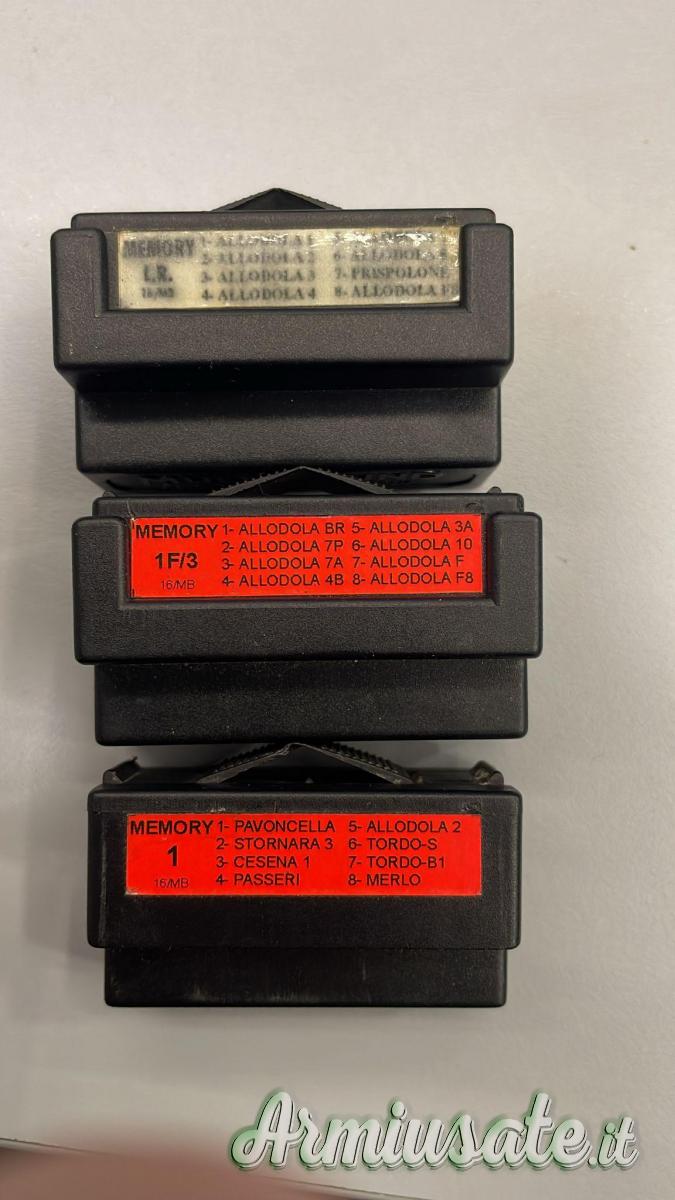 MEMORY 1- ALLODOLA
L.R. 2- ALLODOLA 2 6- ALLODOLA
16/MB 3- ALLODOLA 3 7- PRISPOLONE
4- ALLODOLA 4 8- ALLODOLA F8
MEMORY 1- ALLODOLA BR 5- ALLODOLA 3A
1F/3 2- ALLODOLA 7P 6- ALLODOLA 10
3- ALLODOLA 7A 7- ALLODOLA F
16/MB 4- ALLODOLA 4B 8- ALLODOLA F8
MEMORY 1- PAVONCELLA 5- ALLODOLA 2
1 2- STORNARA 3 6- TORDO-S
3- CESENA 1 7- TORDO-B1
16/MB 4- PASSERI 8- MERLO
Armiusate.it